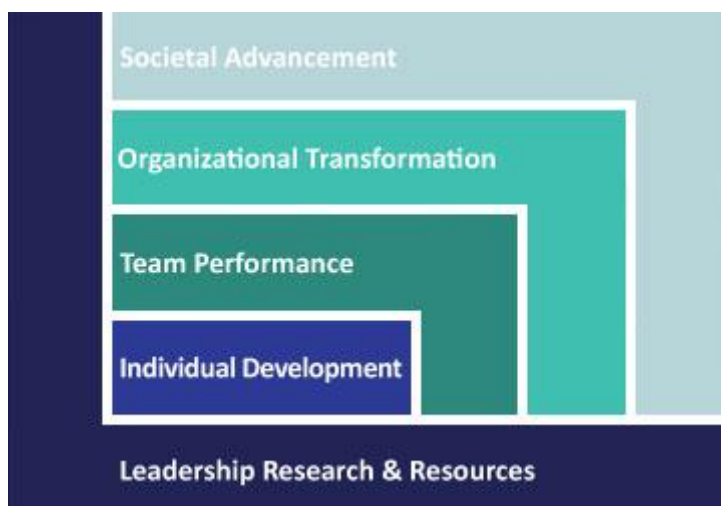 Societal Advancement
Organizational Transformation
Team Performance
Individual Development
Leadership Research & Resources